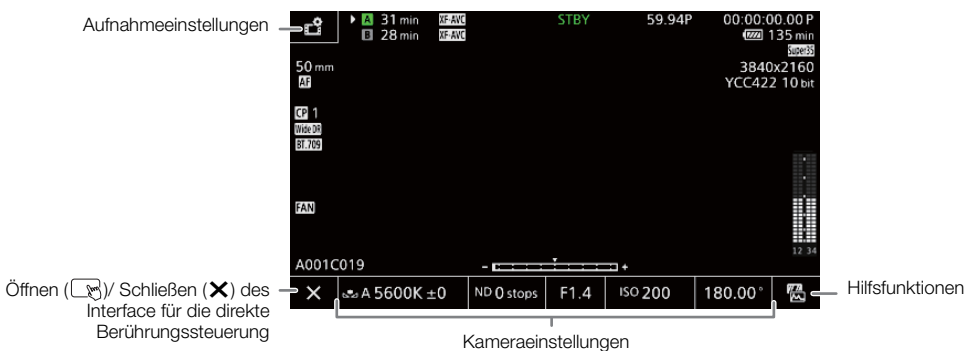 Aufnahmeeinstellungen
A 31 min XF-AVC STBY 59.94P 00:00:00.00 P
B 28 min XF-AVC 135 min
Super35
50 mm 3840x2160
AF YCC422 10 bit
CP 1
Wide DR
BT.709
FAN
12 34
A001C019 - +
Öffnen ( )/ Schließen (✕) des
Interface für die direkte
Berührungssteuerung
✕ A 5600K ±0 ND 0 stops F1.4 ISO 200 180.00°
Hilfsfunktionen
Kameraeinstellungen